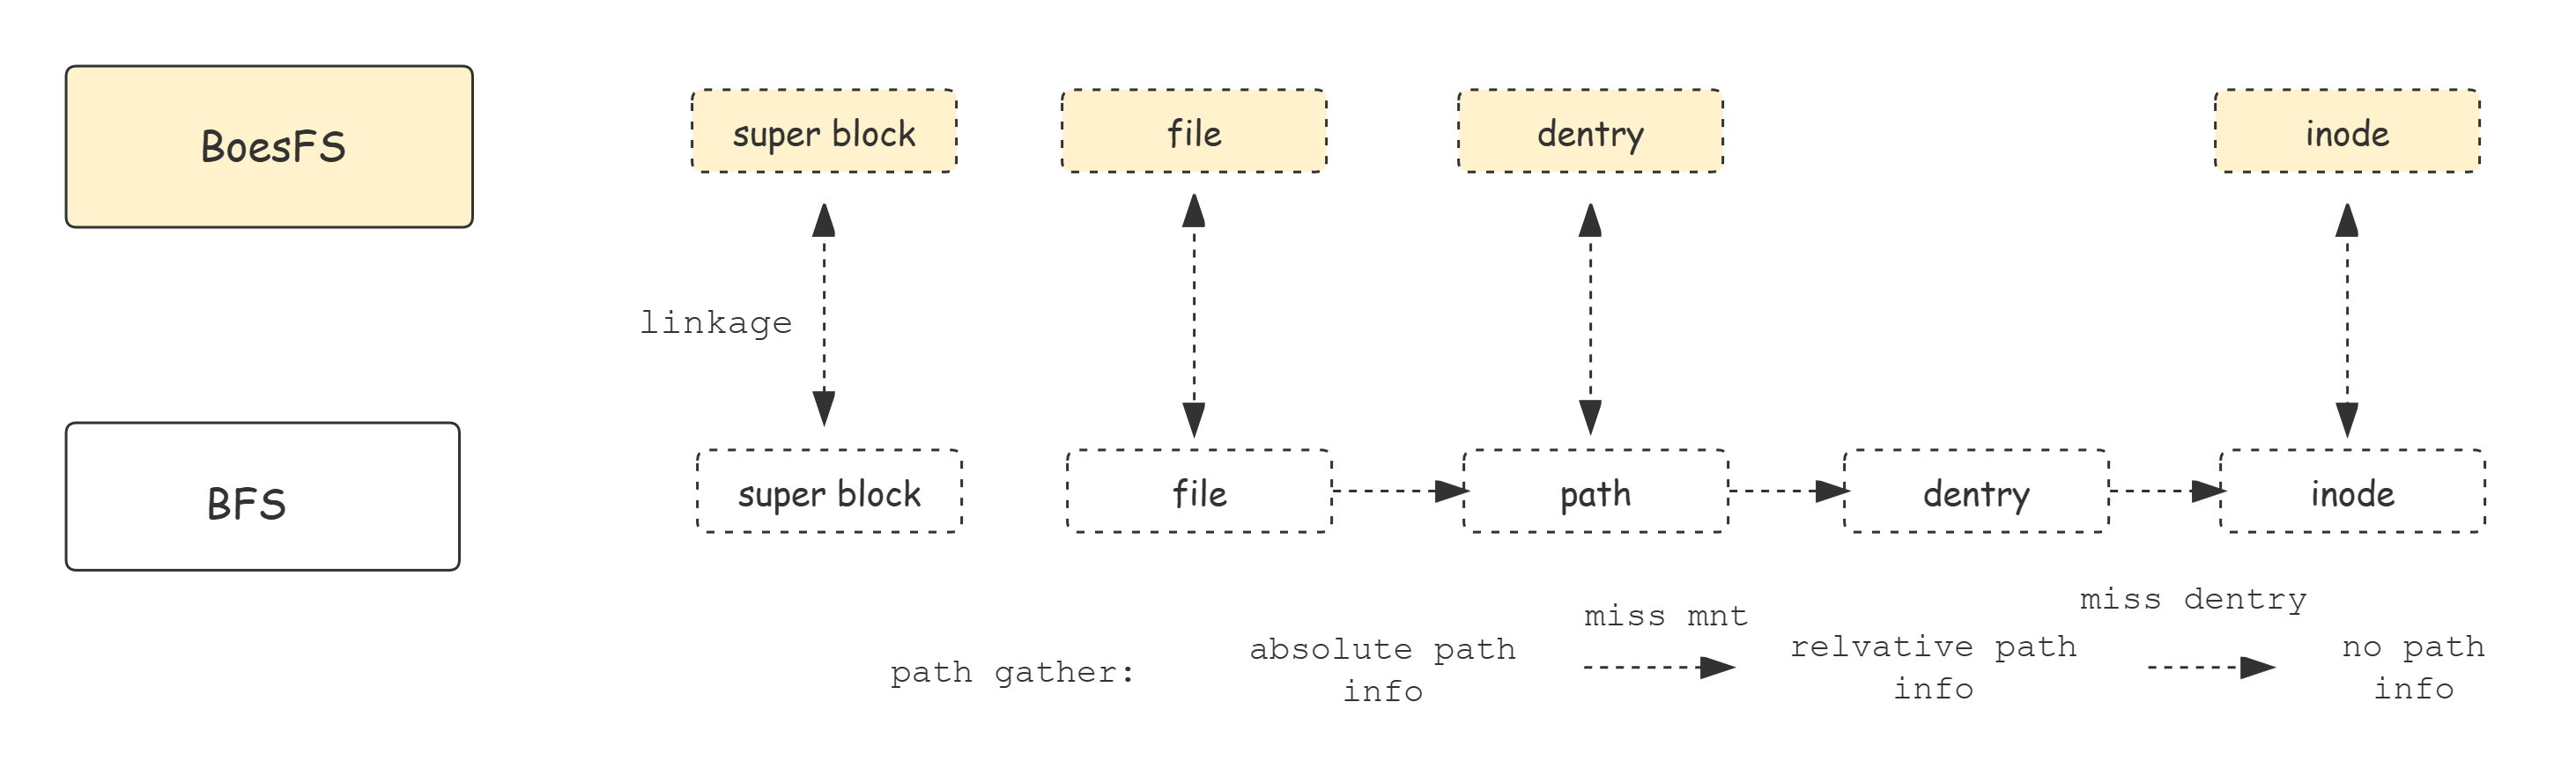 BoesFS
super block
file
dentry
inode
linkage
BFS
super block
file
path
dentry
inode
path gather:
absolute path
info
miss mnt
relvative path
info
miss dentry
no path
info